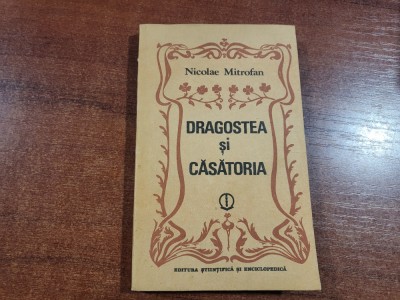 Nicolae Mitrofan
DRAGOSTEA
și
CĂSĂTORIA
EDITURA ȘTIINȚIFICĂ ȘI ENCICLOPEDICĂ